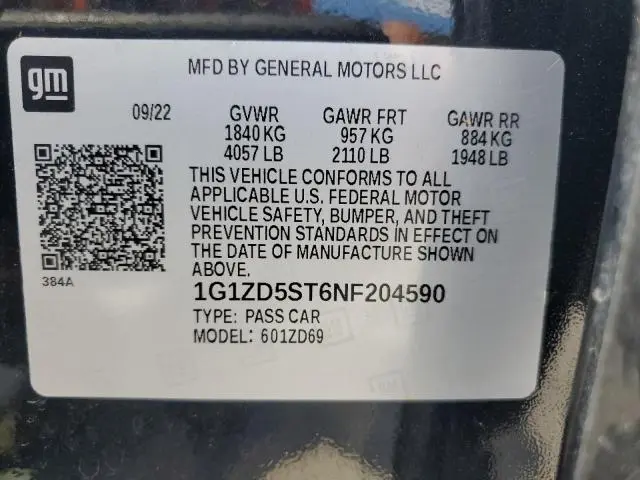 gm
MFD BY GENERAL MOTORS LLC
09/22 GVWR GAWR FRT GAWR RR
1840 KG 957 KG 884 KG
4057 LB 2110 LB 1948 LB
THIS VEHICLE CONFORMS TO ALL
APPLICABLE U.S. FEDERAL MOTOR
VEHICLE SAFETY, BUMPER, AND THEFT
PREVENTION STANDARDS IN EFFECT ON
THE DATE OF MANUFACTURE SHOWN
ABOVE.
384A
1G1ZD5ST6NF204590
TYPE: PASS CAR
MODEL: 601ZD69